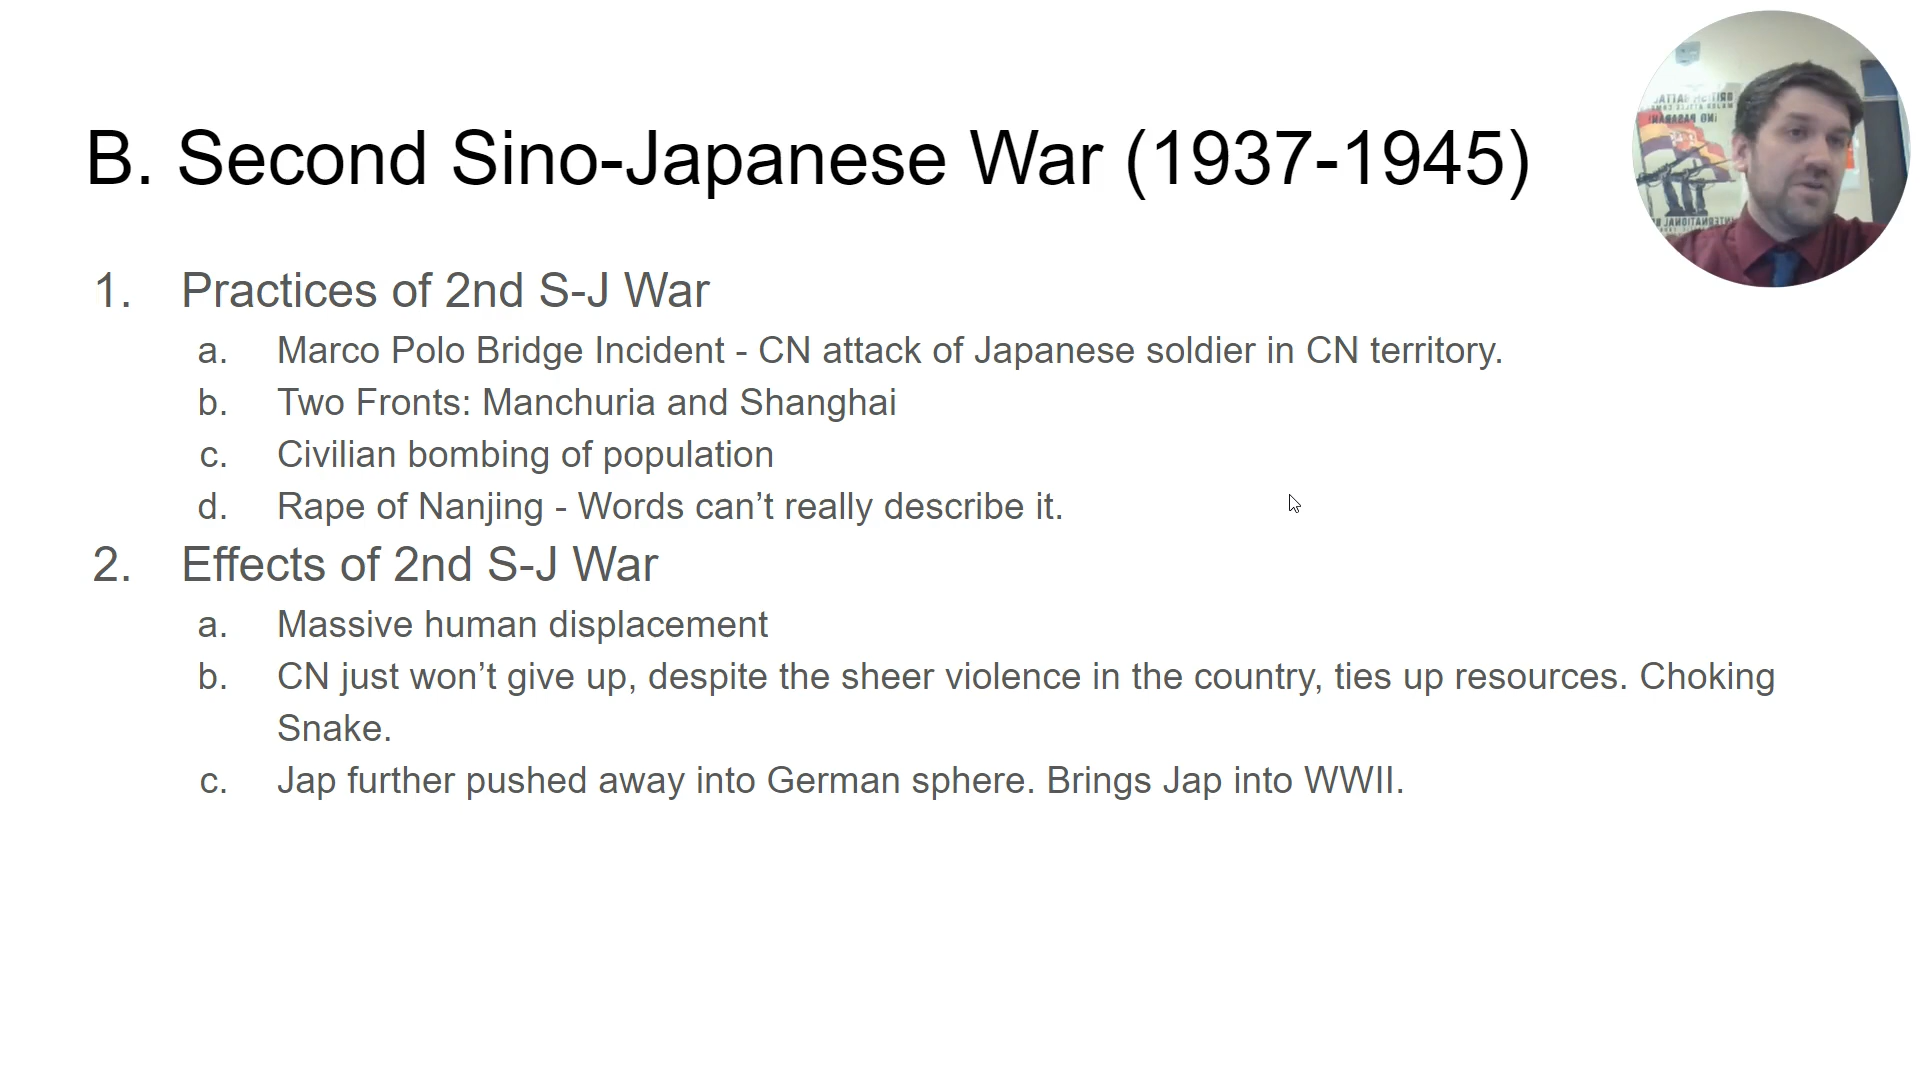 B. Second Sino-Japanese War (1937-1945)
1. Practices of 2nd S-J War
a. Marco Polo Bridge Incident - CN attack of Japanese soldier in CN territory.
b. Two Fronts: Manchuria and Shanghai
c. Civilian bombing of population
d. Rape of Nanjing - Words can’t really describe it.
2. Effects of 2nd S-J War
a. Massive human displacement
b. CN just won’t give up, despite the sheer violence in the country, ties up resources. Choking
Snake.
c. Jap further pushed away into German sphere. Brings Jap into WWII.